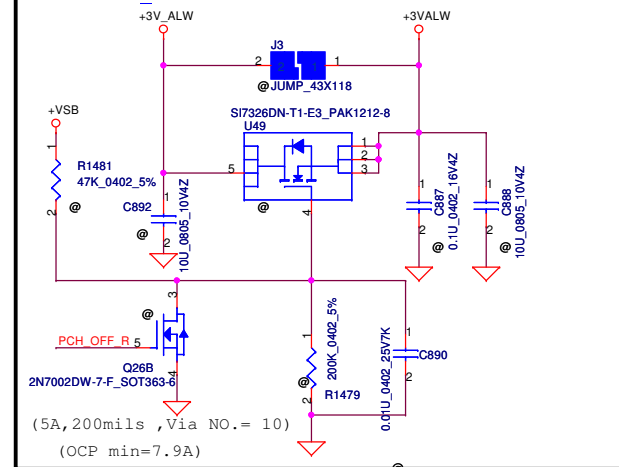 +3V_ALW
+3VALW
J3
2
2
1
1
@
JUMP_43X118
SI7326DN-T1-E3_PAK1212-8
U49
+VSB
1
R1481
47K_0402_5%
2
@
5
1
2
3
4
@
1
C892
@
2
10U_0805_10V4Z
1
C887
2
@
0.1U_0402_16V4Z
1
C888
2
@
10U_0805_10V4Z
3
@
PCH_OFF_R
5
Q26B
4
2N7002DW-7-F_SOT363-6
1
200K_0402_5%
@
2
R1479
1
C890
2
0.01U_0402_25V7K
(5A,200mils ,Via NO.= 10)
(OCP min=7.9A)
@